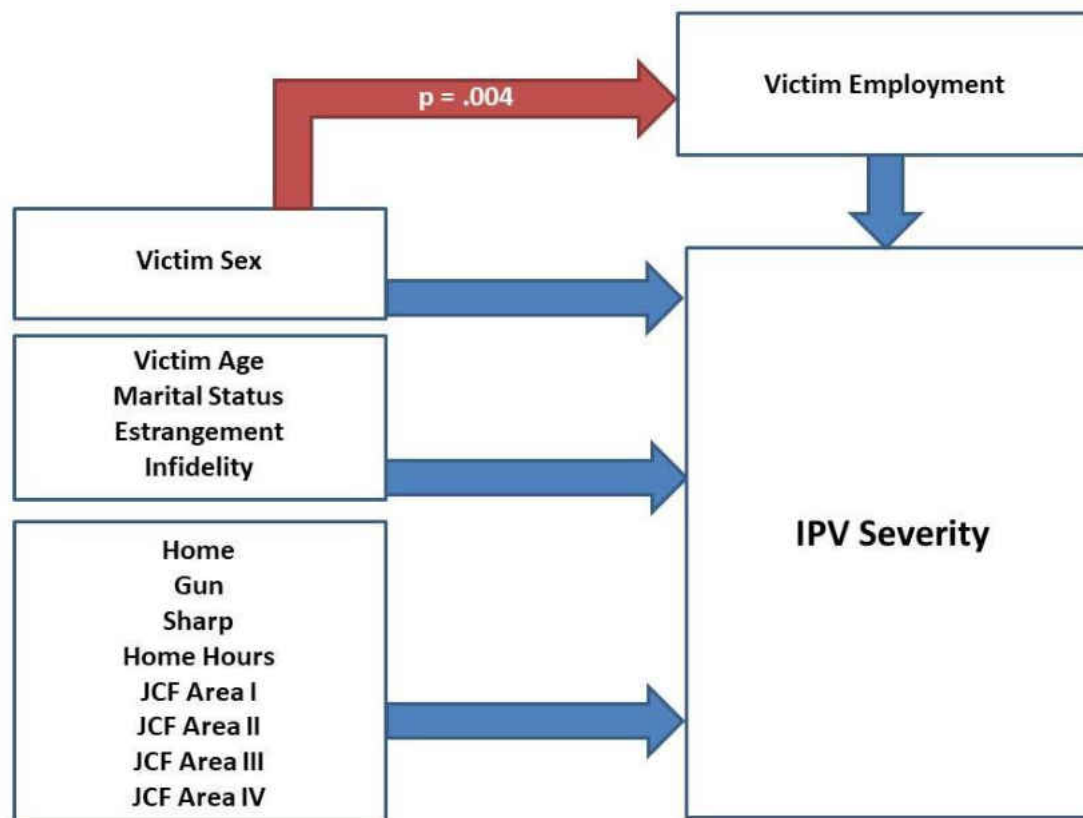 p = .004
Victim Employment
Victim Sex
Victim Age
Marital Status
Estrangement
Infidelity
IPV Severity
Home
Gun
Sharp
Home Hours
JCF Area I
JCF Area II
JCF Area III
JCF Area IV